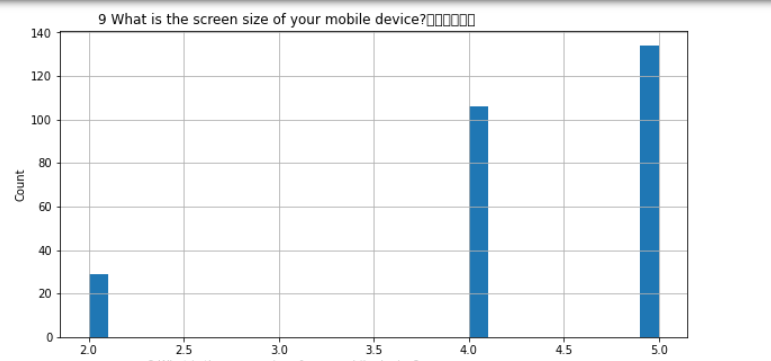 9 What is the screen size of your mobile device?□□□□□□
140
120
100
80
60
40
20
0
Count
2.0 2.5 3.0 3.5 4.0 4.5 5.0